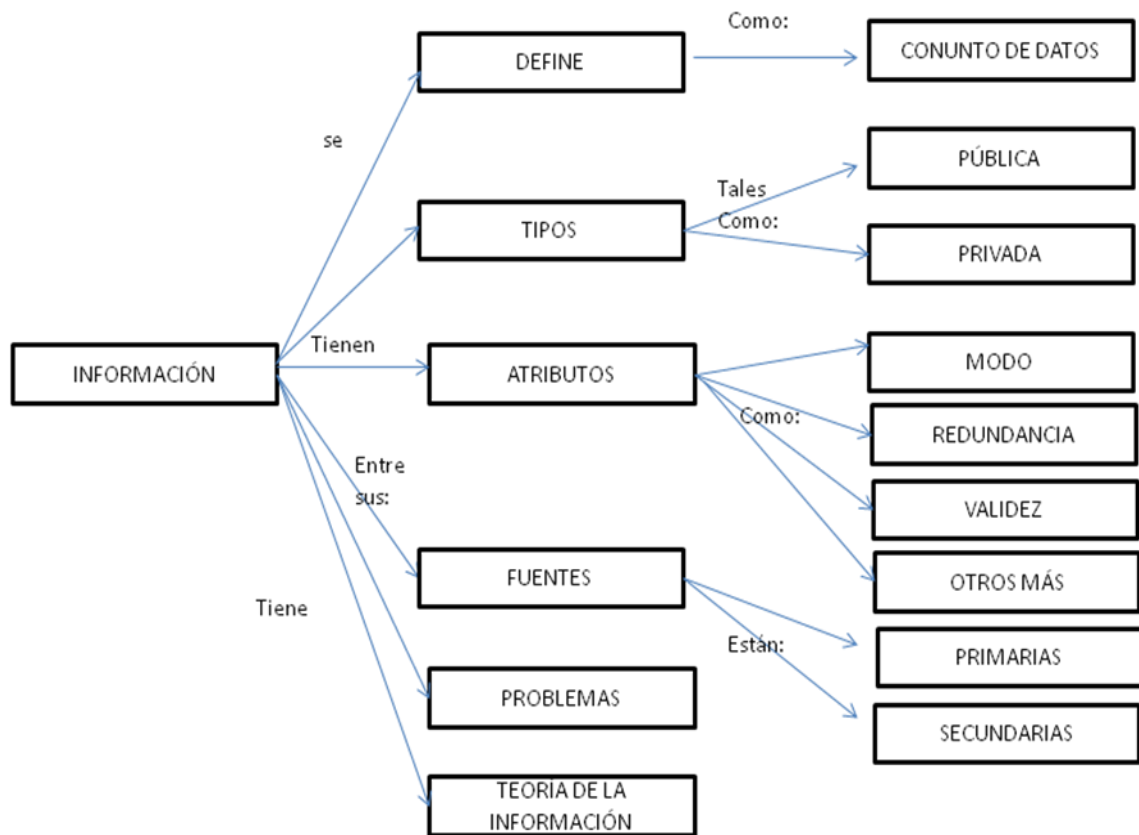 Como:
DEFINE
CONUNTO DE DATOS
se
PÚBLICA
Tales
Como:
TIPOS
PRIVADA
Tienen
INFORMACIÓN
ATRIBUTOS
MODO
Como:
REDUNDANCIA
Entre
sus:
VALIDEZ
FUENTES
OTROS MÁS
Tiene
Están:
PRIMARIAS
PROBLEMAS
SECUNDARIAS
TEORÍA DE LA
INFORMACIÓN